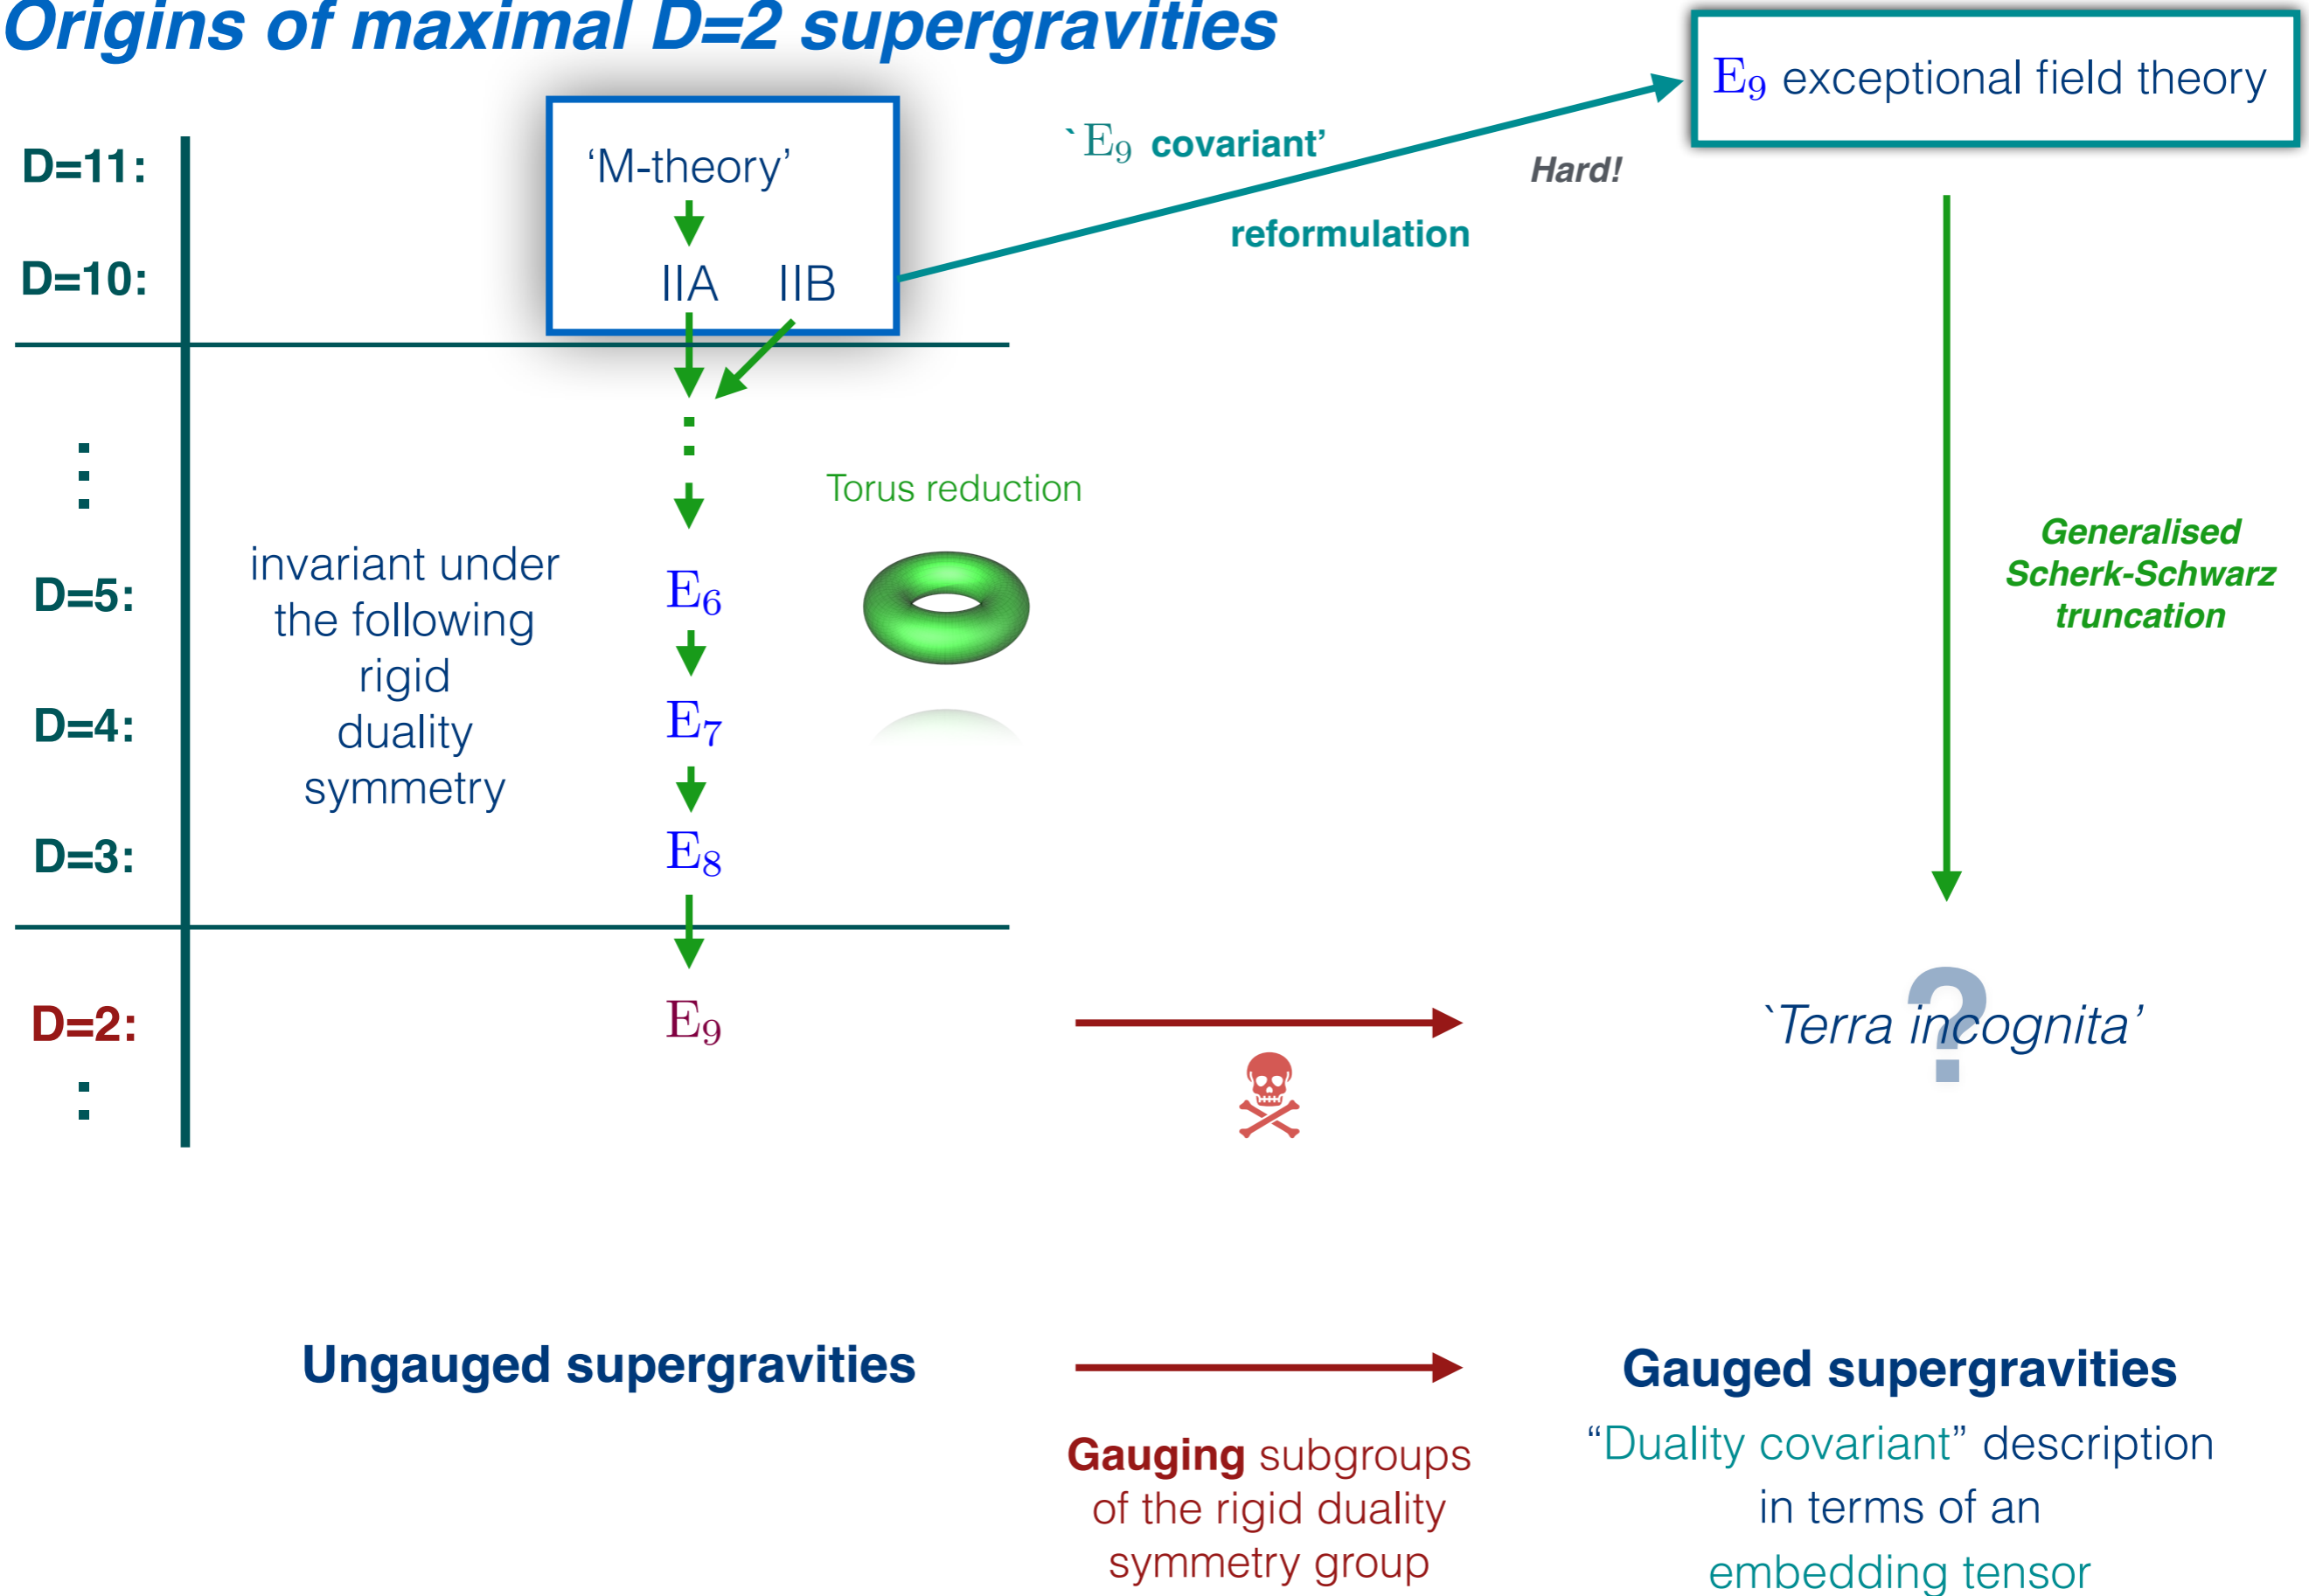 Origins of maximal D=2 supergravities
E₉ exceptional field theory
`E₉ covariant’
Hard!
reformulation
D=11:
‘M-theory’
D=10:
IIA IIB
Torus reduction
Generalised
Scherk-Schwarz
truncation
invariant under
the following
rigid
duality
symmetry
D=5:
E₆
D=4:
E₇
D=3:
E₈
D=2:
E₉
`Terra incognita’
?
Ungauged supergravities
Gauged supergravities
Gauging subgroups
of the rigid duality
symmetry group
“Duality covariant” description
in terms of an
embedding tensor